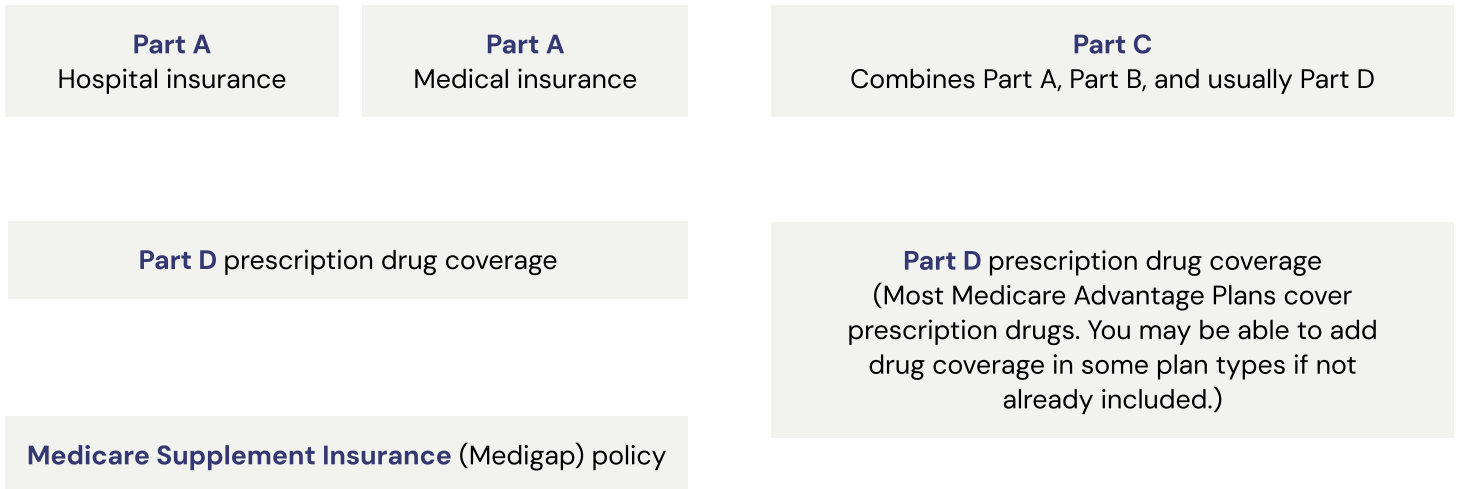 Part A
Hospital insurance
Part A
Medical insurance
Part C
Combines Part A, Part B, and usually Part D
Part D prescription drug coverage
Part D prescription drug coverage
(Most Medicare Advantage Plans cover
prescription drugs. You may be able to add
drug coverage in some plan types if not
already included.)
Medicare Supplement Insurance (Medigap) policy